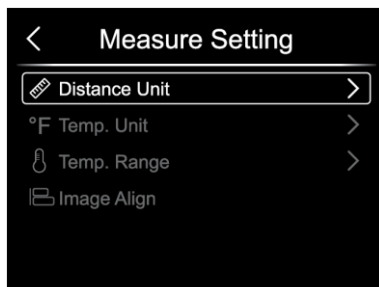 Measure Setting
Distance Unit
°F Temp. Unit
Temp. Range
Image Align